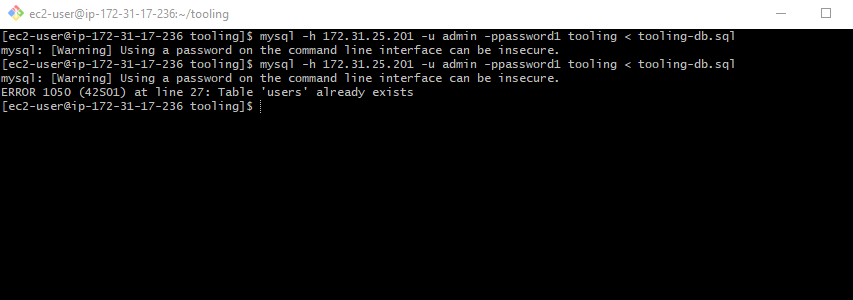 ec2-user@ip-172-31-17-236:~/tooling
[ec2-user@ip-172-31-17-236 tooling]$ mysql -h 172.31.25.201 -u admin -ppassword1 tooling < tooling-db.sql
mysql: [Warning] Using a password on the command line interface can be insecure.
[ec2-user@ip-172-31-17-236 tooling]$ mysql -h 172.31.25.201 -u admin -ppassword1 tooling < tooling-db.sql
mysql: [Warning] Using a password on the command line interface can be insecure.
ERROR 1050 (42S01) at line 27: Table 'users' already exists
[ec2-user@ip-172-31-17-236 tooling]$